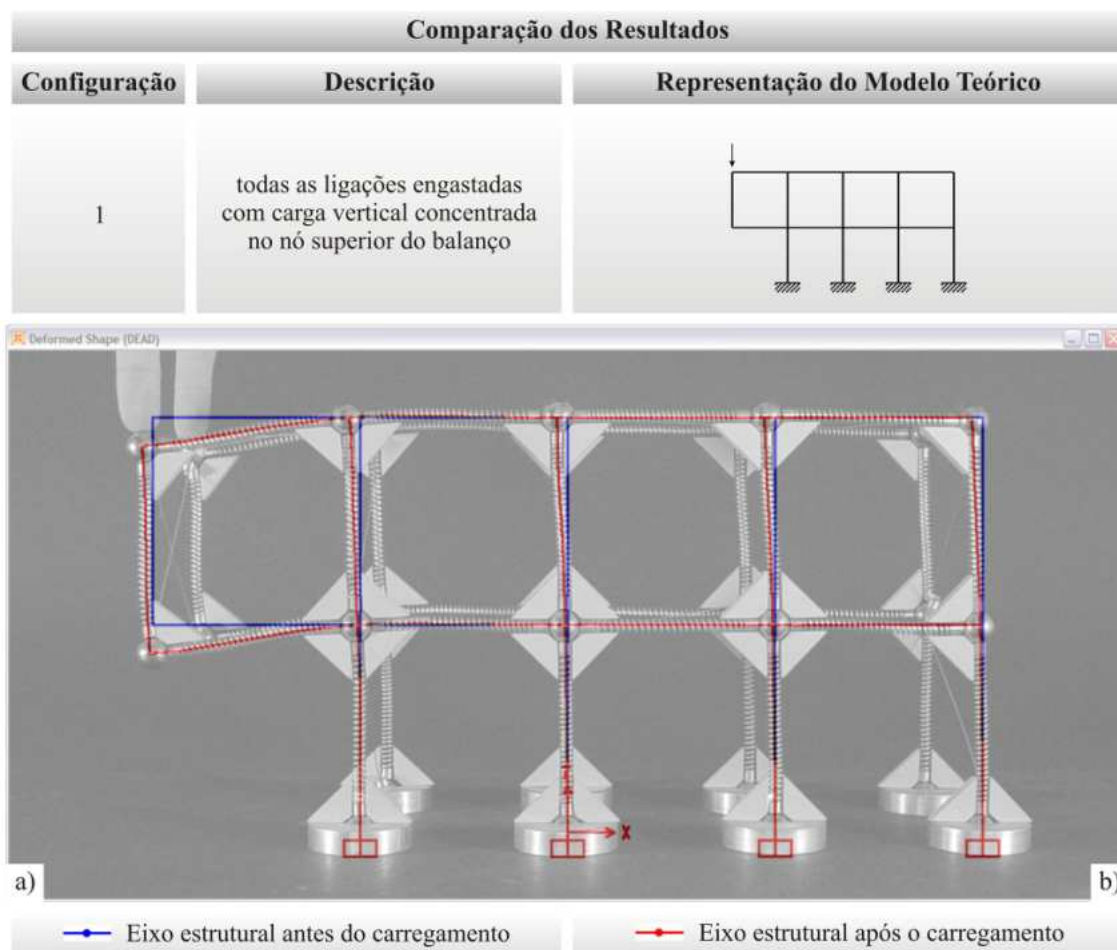 Comparação dos Resultados
Configuração
Descrição
Representação do Modelo Teórico
1
todas as ligações engastadas
com carga vertical concentrada
no nó superior do balanço
Deformed Shape (DEAD)
X
a)
b)
Eixo estrutural antes do carregamento
Eixo estrutural após o carregamento